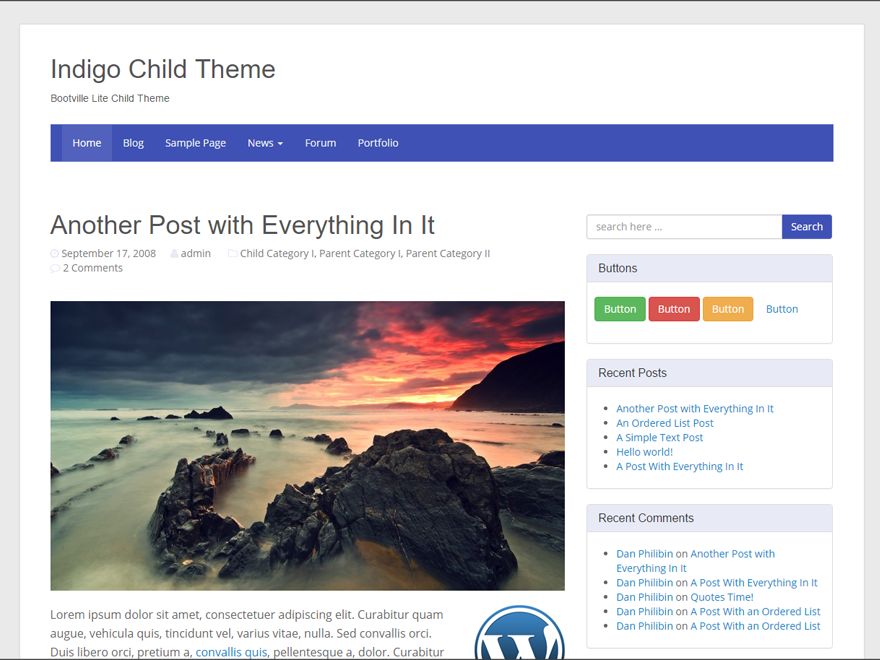 Indigo Child Theme
Bootville Lite Child Theme
Home Blog Sample Page News Forum Portfolio
Another Post with Everything In It
September 17, 2008 admin Child Category I, Parent Category I, Parent Category II
2 Comments
Lorem ipsum dolor sit amet, consectetuer adipiscing elit. Curabitur quam
augue, vehicula quis, tincidunt vel, varius vitae, nulla. Sed convallis orci.
Duis libero orci, pretium a, convallis quis, pellentesque a, dolor. Curabitur
search here ... Search
Buttons
Button Button Button Button
Recent Posts
Another Post with Everything In It
An Ordered List Post
A Simple Text Post
Hello world!
A Post With Everything In It
Recent Comments
Dan Philibin on Another Post with
Everything In It
Dan Philibin on A Post With Everything In It
Dan Philibin on Quotes Time!
Dan Philibin on A Post With an Ordered List
Dan Philibin on A Post With an Ordered List